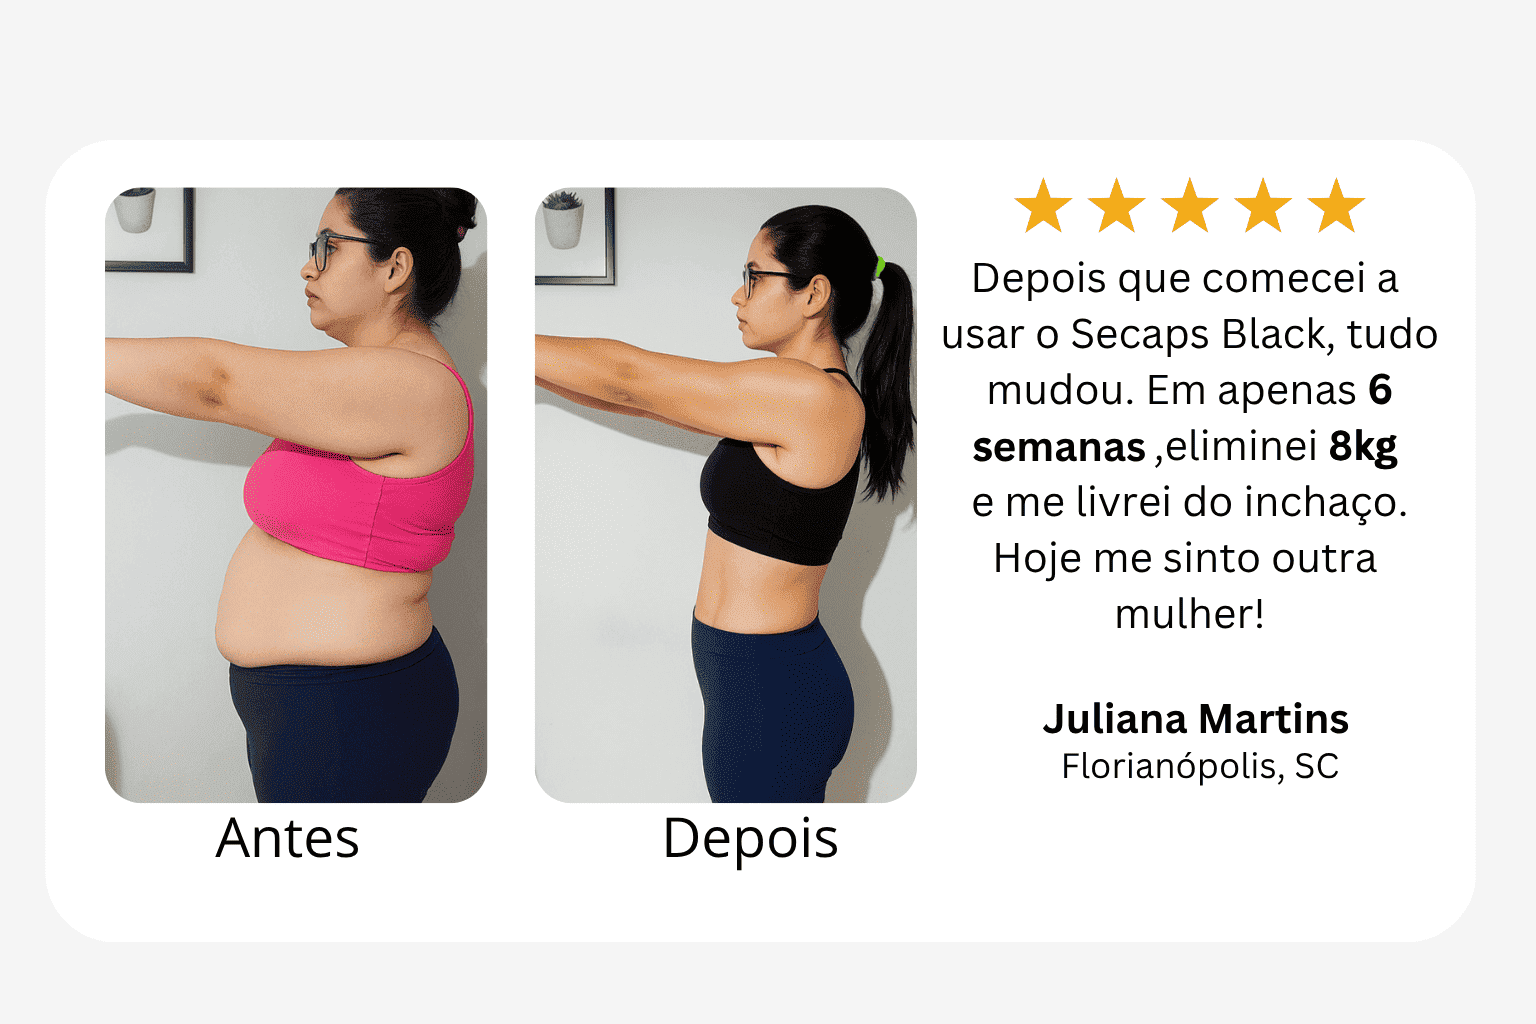 Depois que comecei a
usar o Secaps Black, tudo
mudou. Em apenas 6
semanas ,eliminei 8kg
e me livrei do inchaço.
Hoje me sinto outra
mulher!
Juliana Martins
Florianópolis, SC
Antes
Depois